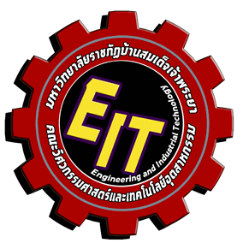 มหาวิทยาลัยราชภัฏบ้านสมเด็จเจ้าพระยา
EIT
Engineering and Industrial Technology
คณะวิศวกรรมศาสตร์และเทคโนโลยีอุตสาหกรรม